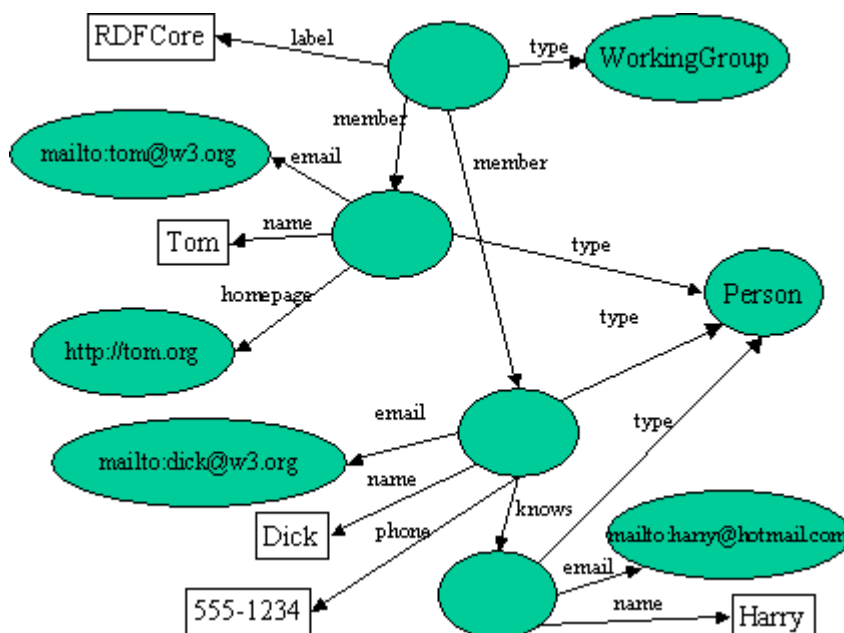 RDFCore
label
type
WorkingGroup
member
mailto:tom@w3.org
email
member
name
Tom
type
homepage
Person
http://tom.org
type
email
type
mailto:dick@w3.org
name
knows
phone
Dick
mailto:harry@hotmail.com
email
555-1234
name
Harry